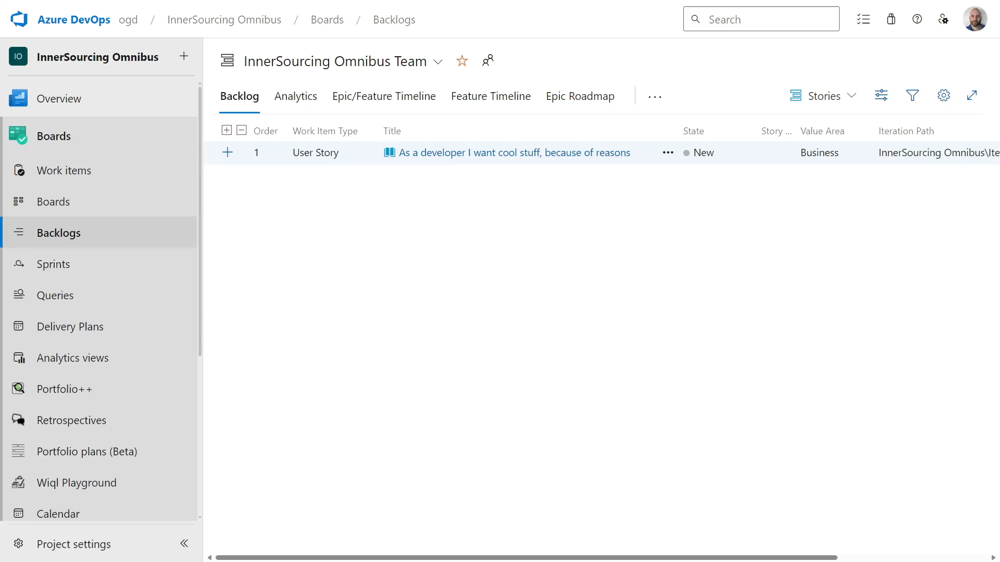 Azure DevOps ogd / InnerSourcing Omnibus / Boards / Backlogs
Search
IO InnerSourcing Omnibus
Overview
Boards
Work items
Boards
Backlogs
Sprints
Queries
Delivery Plans
Analytics views
Portfolio++
Retrospectives
Portfolio plans (Beta)
Wiql Playground
Calendar
Project settings
InnerSourcing Omnibus Team
Backlog Analytics Epic/Feature Timeline Feature Timeline Epic Roadmap ... Stories
Order Work Item Type Title State Story ... Value Area Iteration Path
1 User Story As a developer I want cool stuff, because of reasons ... New Business InnerSourcing Omnibus\Ite